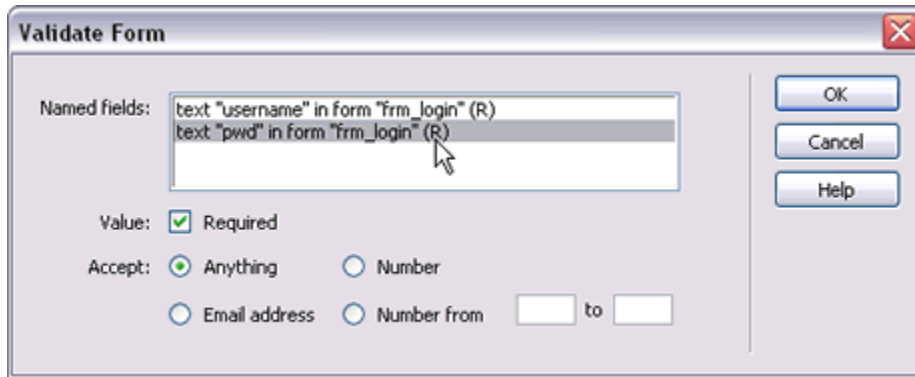 Validate Form
Named fields:
text "username" in form "frm_login" (R)
text "pwd" in form "frm_login" (R)
Value: Required
Accept: Anything Number
Email address Number from to
OK
Cancel
Help